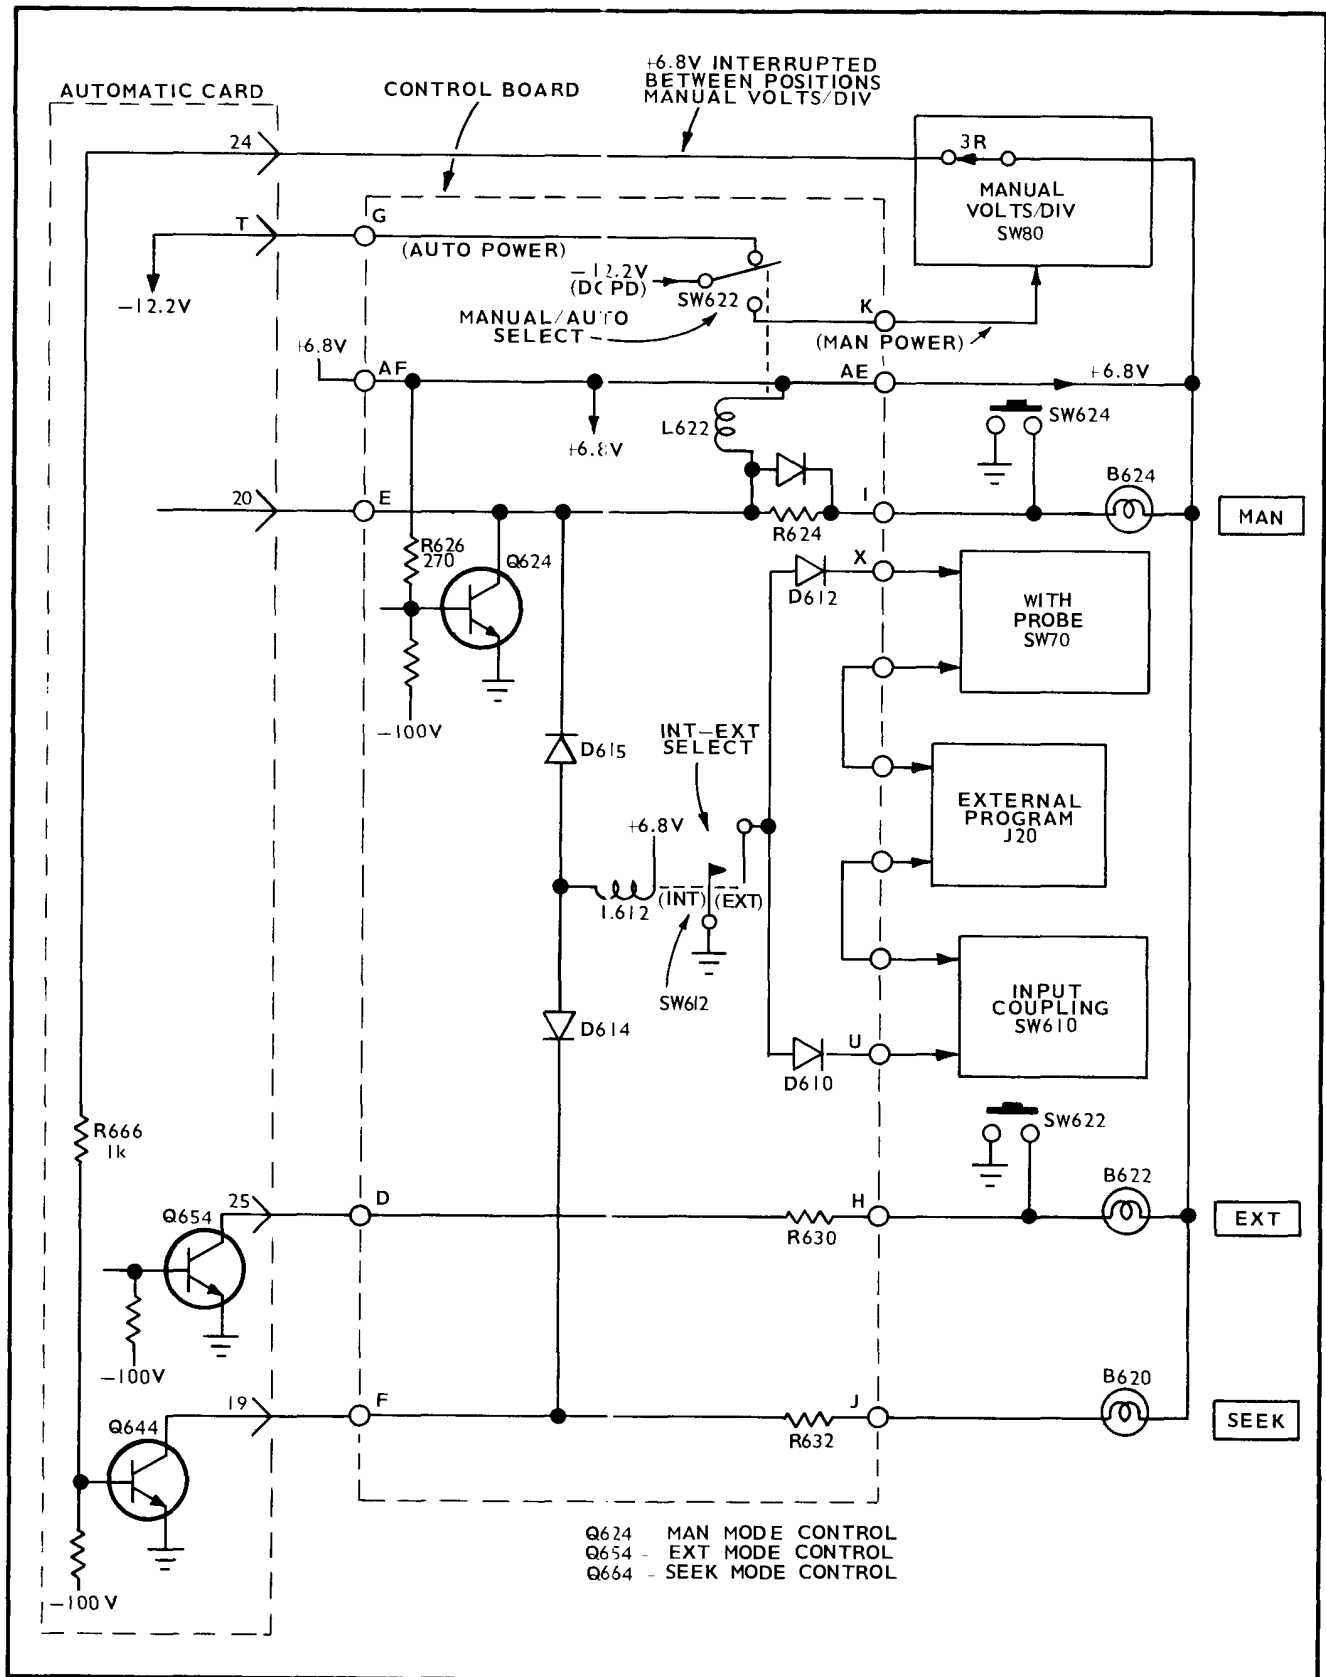 AUTOMATIC CARD
CONTROL BOARD
+6.8V INTERRUPTED
BETWEEN POSITIONS
MANUAL VOLTS/DIV
24
3R
MANUAL
VOLTS/DIV
SW80
T
G
(AUTO POWER)
-12.2V
-12.2V
(DCPD)
SW622
MANUAL/AUTO
SELECT
K
(MAN POWER)
+6.8V
AF
AE
+6.8V
+6.8V
L622
SW624
20
E
I
B624
MAN
R624
R626
270
Q624
X
D612
WITH
PROBE
SW70
-100V
D615
INT-EXT
SELECT
EXTERNAL
PROGRAM
J20
+6.8V
L612
(INT)
(EXT)
SW612
INPUT
COUPLING
SW610
D614
U
D610
R666
1k
SW622
Q654
25
D
H
R630
B622
EXT
-100V
Q644
19
F
J
R632
B620
SEEK
-100V
Q624 MAN MODE CONTROL
Q654 - EXT MODE CONTROL
Q664 - SEEK MODE CONTROL